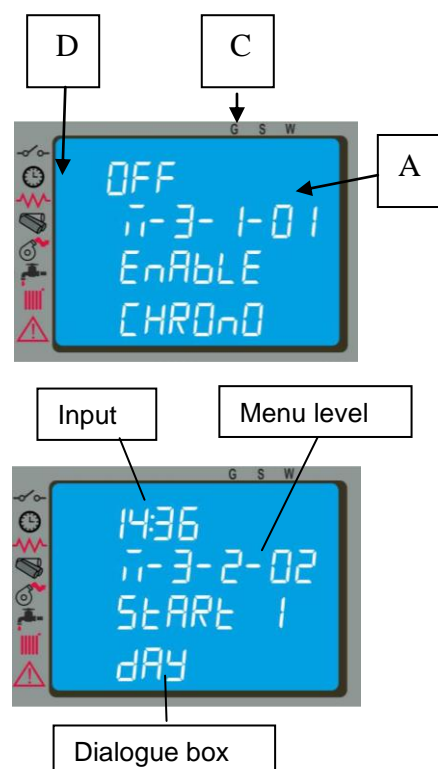 D
C
G S W
A
OFF
π-3-1-01
EnAbLE
CHROnO
Input
Menu level
G S W
14:36
π-3-2-02
StARt 1
dAY
Dialogue box